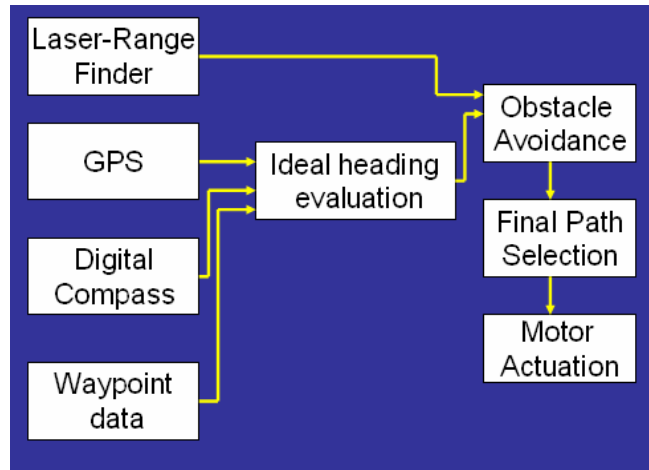 Laser-Range
Finder
GPS
Digital
Compass
Waypoint
data
Ideal heading
evaluation
Obstacle
Avoidance
Final Path
Selection
Motor
Actuation